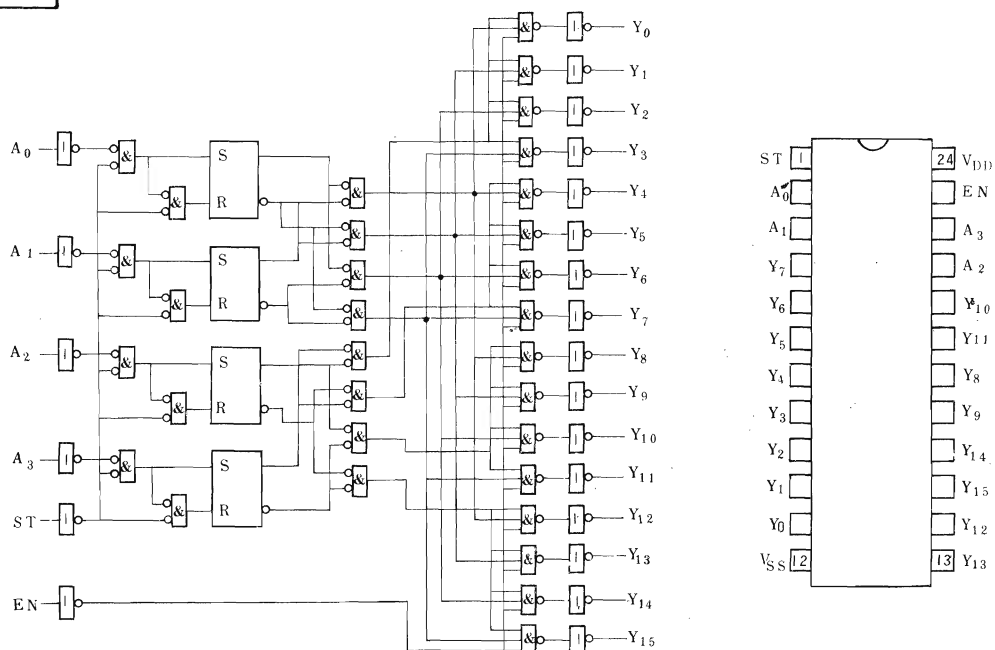 A0
A1
A2
A3
ST
EN
&
&
&
&
&
&
&
&
S
R
S
R
S
R
S
R
&
&
&
&
&
&
&
&
& Y0
& Y1
& Y2
& Y3
& Y4
& Y5
& Y6
& Y7
& Y8
& Y9
& Y10
& Y11
& Y12
& Y13
& Y14
& Y15
ST 1 24 VDD
A0 EN
A1 A3
Y7 A2
Y6 Y10
Y5 Y11
Y4 Y8
Y3 Y9
Y2 Y14
Y1 Y15
Y0 Y12
VSS 12 13 Y13